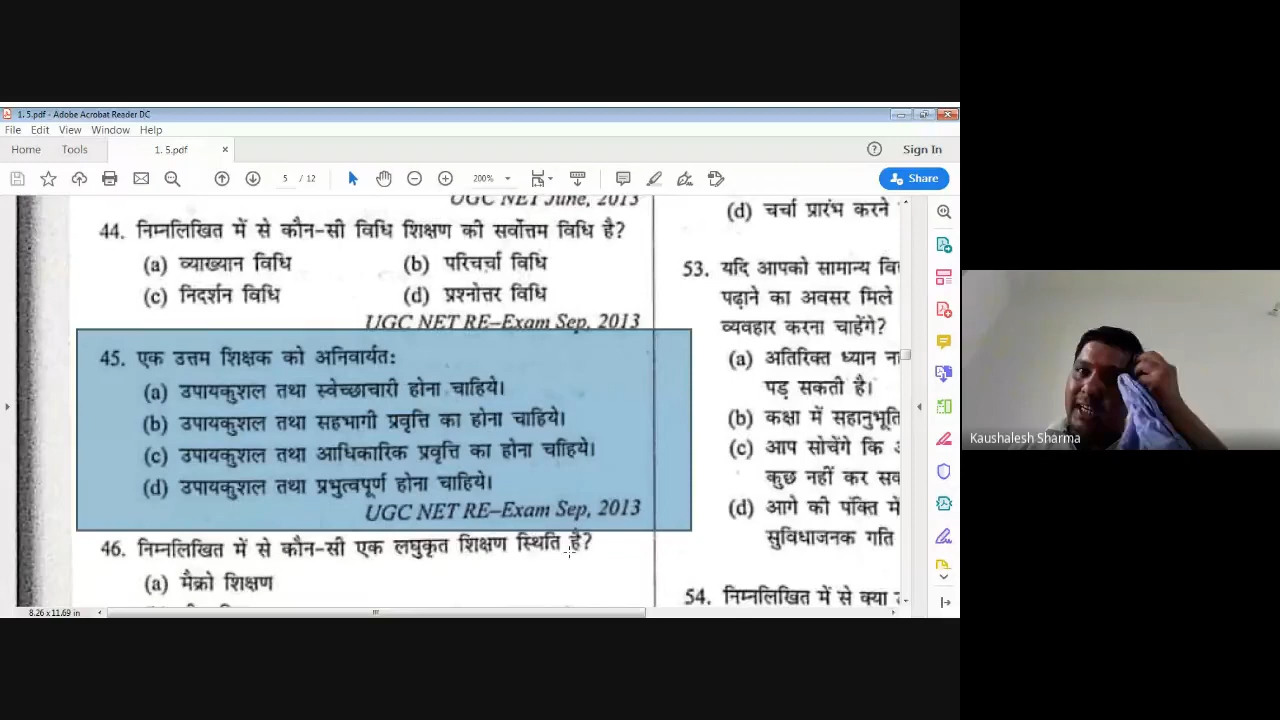 1. 5.pdf - Adobe Acrobat Reader DC
File Edit View Window Help
Home Tools 1. 5.pdf × Sign In
5 / 12 200% Share
UGC NET June, 2013
44. निम्नलिखित में से कौन-सी विधि शिक्षण की सर्वोत्तम विधि है?
(a) व्याख्यान विधि (b) परिचर्चा विधि
(c) निदर्शन विधि (d) प्रश्नोत्तर विधि
UGC NET RE–Exam Sep, 2013
45. एक उत्तम शिक्षक को अनिवार्यतः
(a) उपायकुशल तथा स्वेच्छाचारी होना चाहिये।
(b) उपायकुशल तथा सहभागी प्रवृत्ति का होना चाहिये।
(c) उपायकुशल तथा आधिकारिक प्रवृत्ति का होना चाहिये।
(d) उपायकुशल तथा प्रभुत्वपूर्ण होना चाहिये।
UGC NET RE–Exam Sep, 2013
46. निम्नलिखित में से कौन-सी एक लघुकृत शिक्षण स्थिति है?
(a) मैक्रो शिक्षण
(d) चर्चा प्रारंभ करने
53. यदि आपको सामान्य
पढ़ाने का अवसर मिले
व्यवहार करना चाहेंगे?
(a) अतिरिक्त ध्यान
पड़ सकती है।
(b) कक्षा में सहानुभूति
(c) आप सोचेंगे कि
कुछ नहीं कर
(d) आगे की पंक्ति में
सुविधाजनक गति
54. निम्नलिखित में से क्या
8.26 x 11.69 in
Kaushalesh Sharma